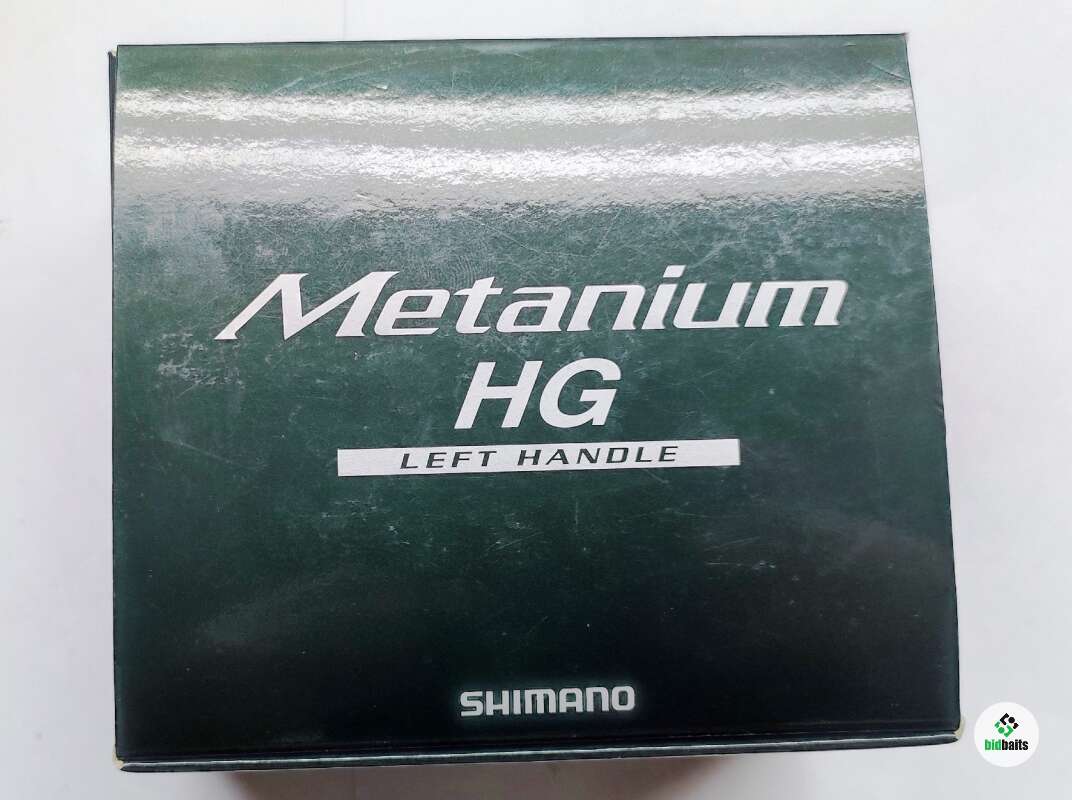 Metanium
HG
LEFT HANDLE
SHIMANO
bidbaits